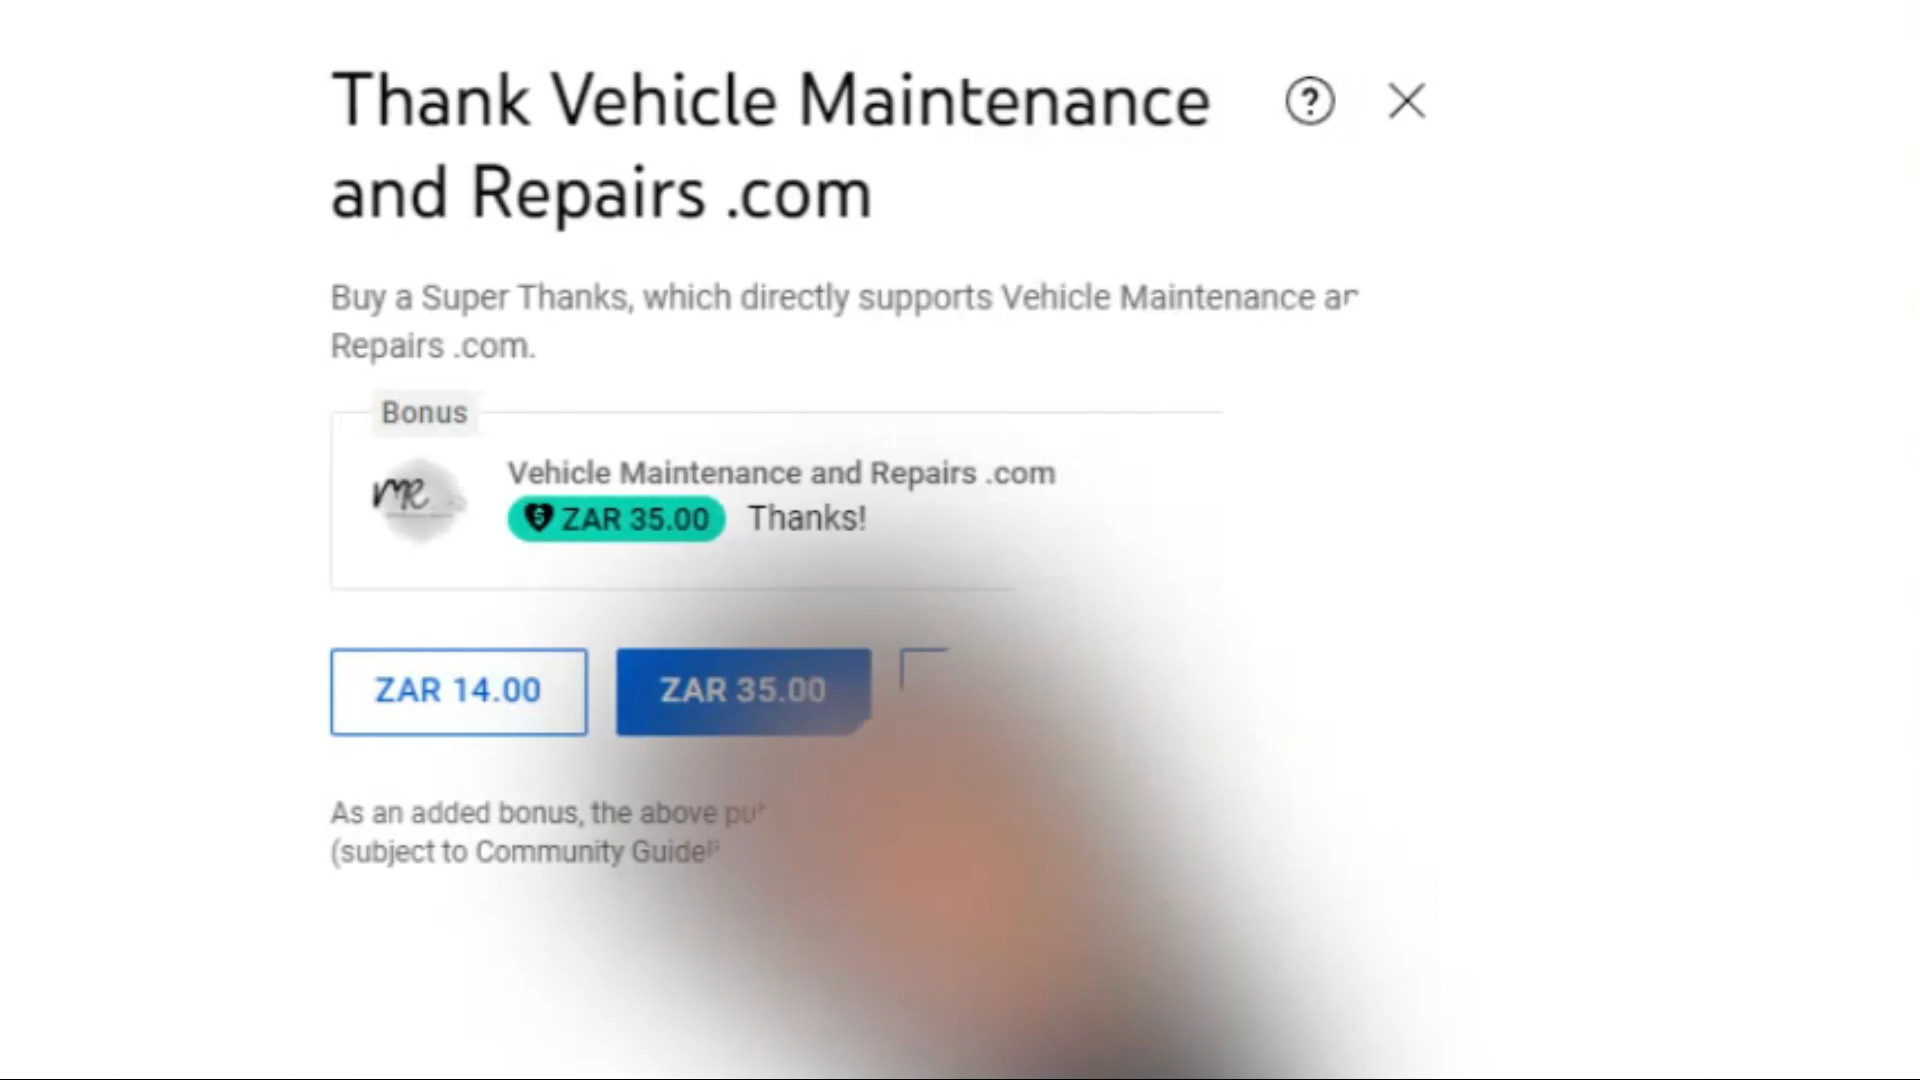 Thank Vehicle Maintenance
and Repairs .com
Buy a Super Thanks, which directly supports Vehicle Maintenance
Repairs .com.
Bonus
me
Vehicle Maintenance and Repairs .com
ZAR 35.00 Thanks!
ZAR 14.00 ZAR 35.00
As an added bonus, the above
(subject to Community